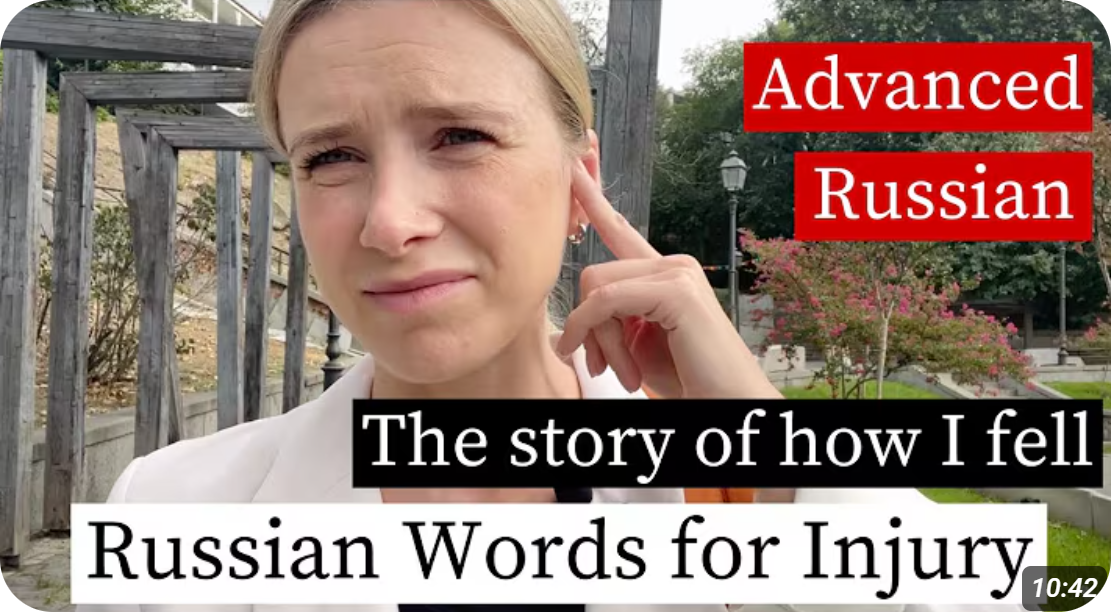 Advanced
Russian
The story of how I fell
Russian Words for Injury
10:42